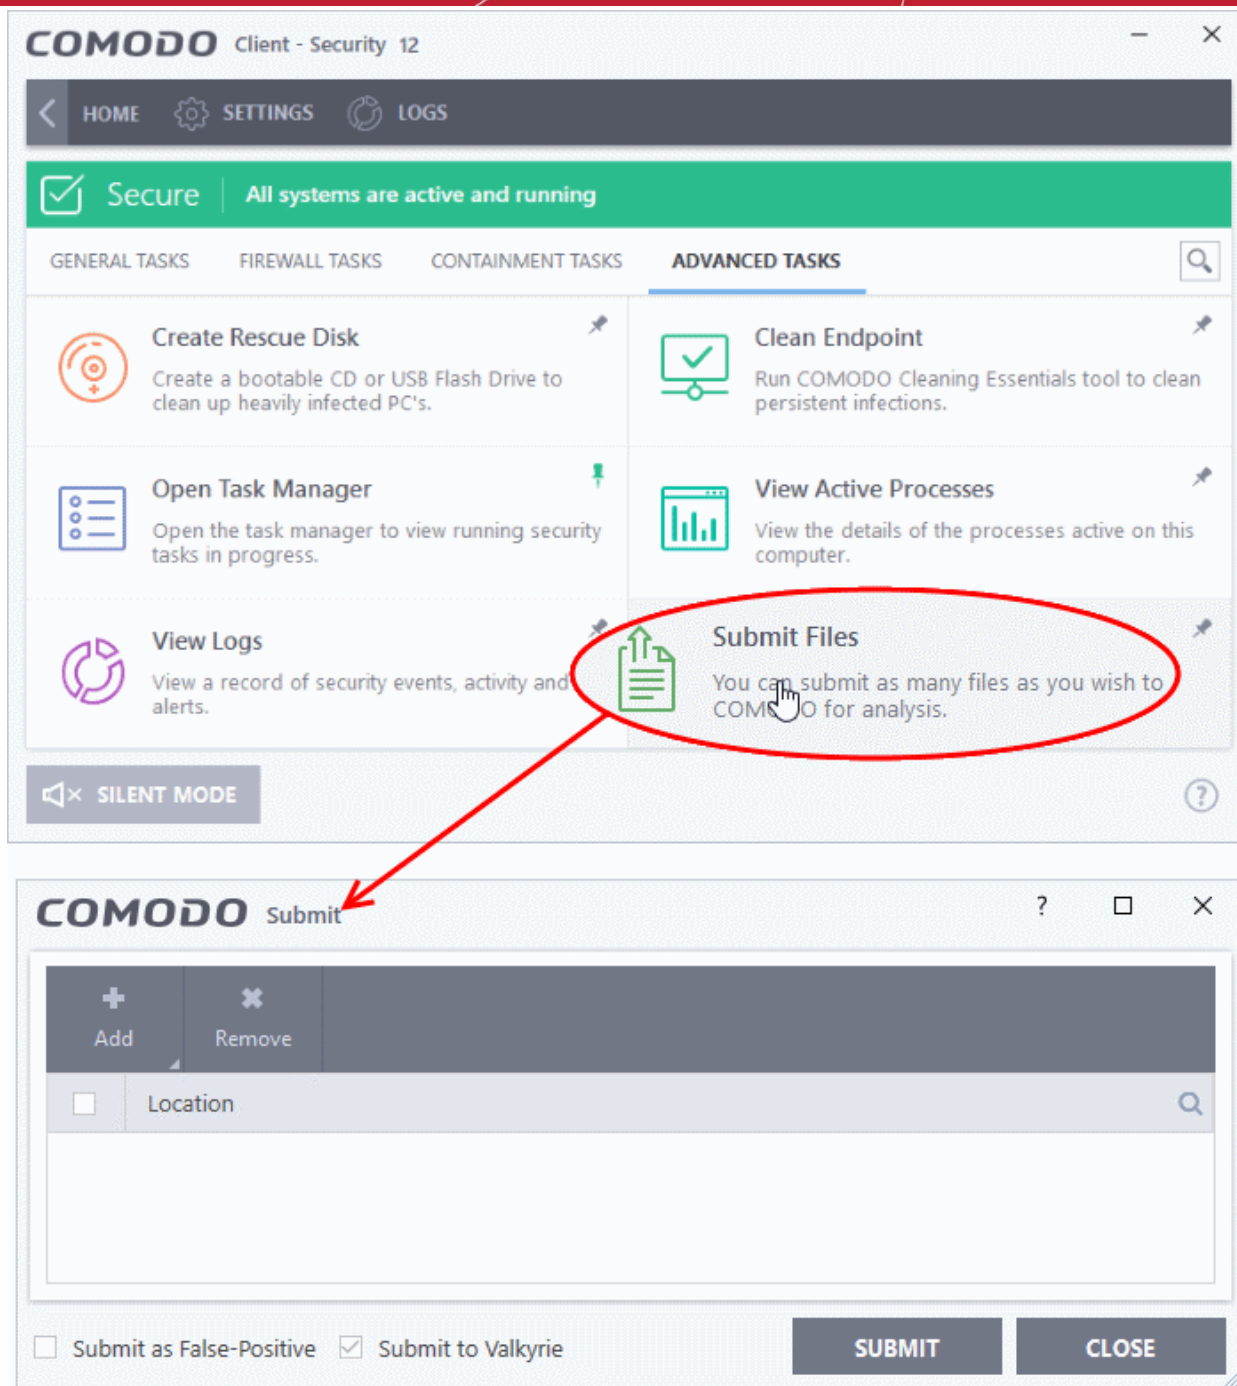 COMODO Client - Security 12
HOME SETTINGS LOGS
Secure All systems are active and running
GENERAL TASKS FIREWALL TASKS CONTAINMENT TASKS ADVANCED TASKS
Create Rescue Disk
Create a bootable CD or USB Flash Drive to
clean up heavily infected PC's.
Clean Endpoint
Run COMODO Cleaning Essentials tool to clean
persistent infections.
Open Task Manager
Open the task manager to view running security
tasks in progress.
View Active Processes
View the details of the processes active on this
computer.
View Logs
View a record of security events, activity and
alerts.
Submit Files
You can submit as many files as you wish to
COMODO for analysis.
SILENT MODE
?
COMODO Submit
?
Add Remove
Location
Submit as False-Positive Submit to Valkyrie SUBMIT CLOSE